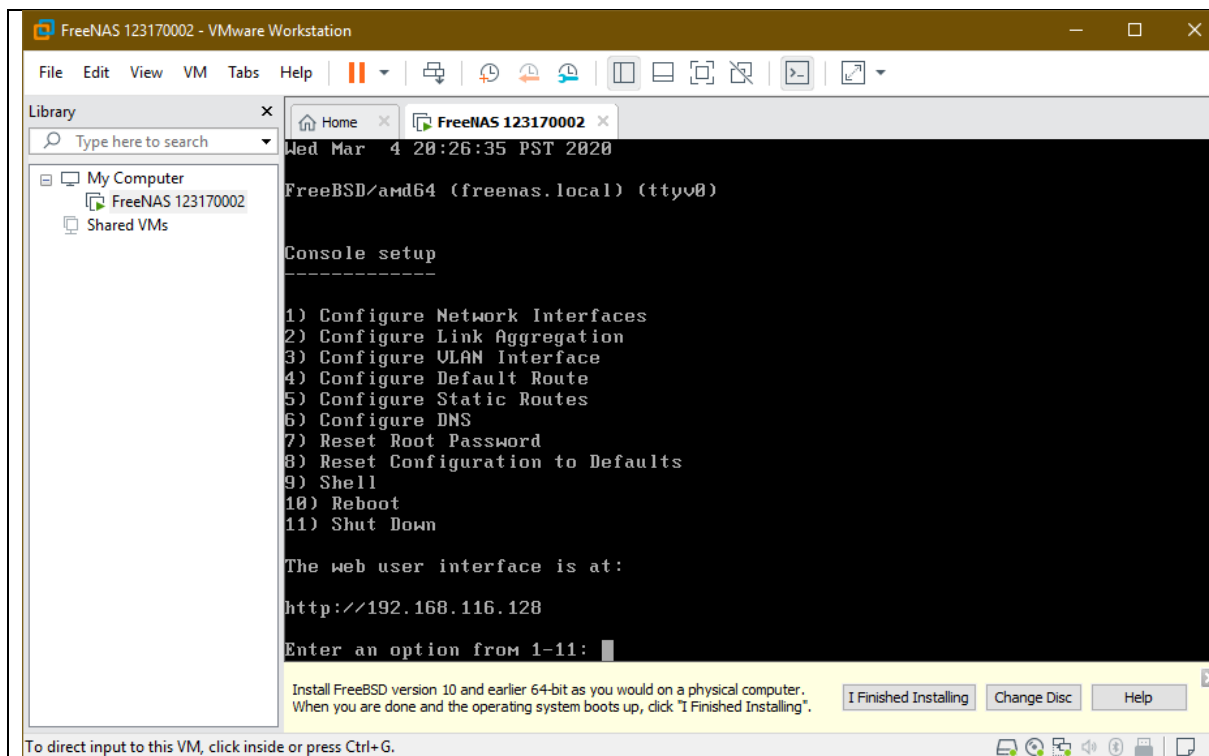 FreeNAS 123170002 - VMware Workstation
File Edit View VM Tabs Help
Library
Type here to search
My Computer
FreeNAS 123170002
Shared VMs
Home
FreeNAS 123170002
Wed Mar  4 20:26:35 PST 2020
FreeBSD/amd64 (freenas.local) (ttyv0)
Console setup
-------------
1) Configure Network Interfaces
2) Configure Link Aggregation
3) Configure VLAN Interface
4) Configure Default Route
5) Configure Static Routes
6) Configure DNS
7) Reset Root Password
8) Reset Configuration to Defaults
9) Shell
10) Reboot
11) Shut Down
The web user interface is at:
http://192.168.116.128
Enter an option from 1-11:
Install FreeBSD version 10 and earlier 64-bit as you would on a physical computer.
When you are done and the operating system boots up, click "I Finished Installing".
I Finished Installing
Change Disc
Help
To direct input to this VM, click inside or press Ctrl+G.